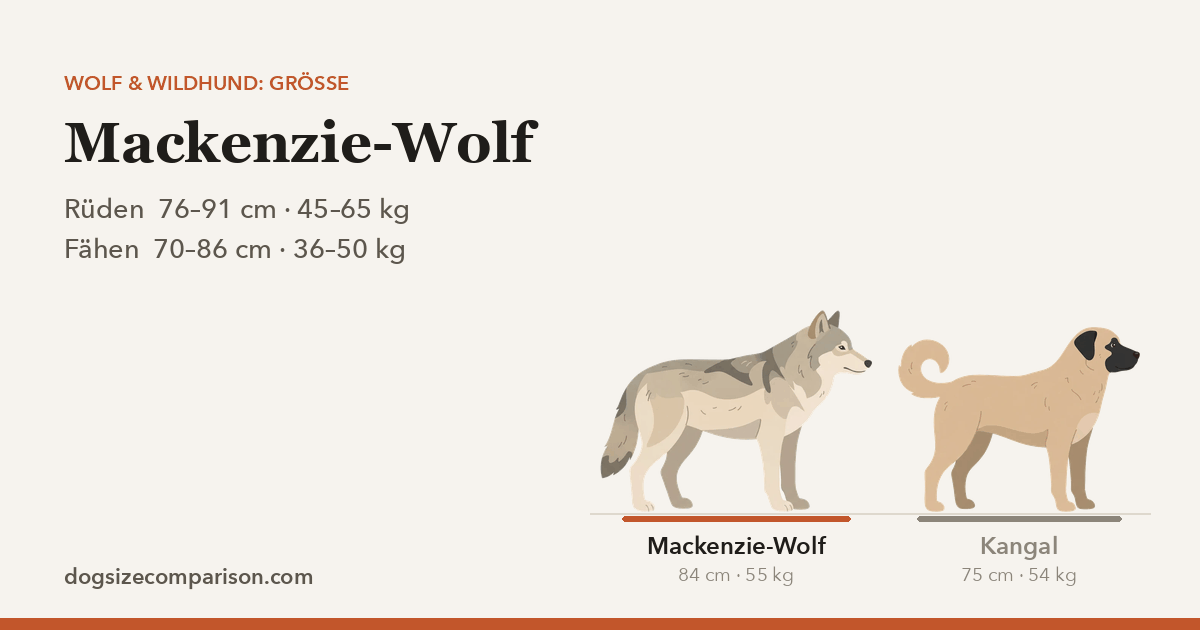 WOLF & WILDHUND: GRÖSSE
Mackenzie-Wolf
Rüden  76–91 cm · 45–65 kg
Fähen  70–86 cm · 36–50 kg
Mackenzie-Wolf
84 cm · 55 kg
Kangal
75 cm · 54 kg
dogsizecomparison.com